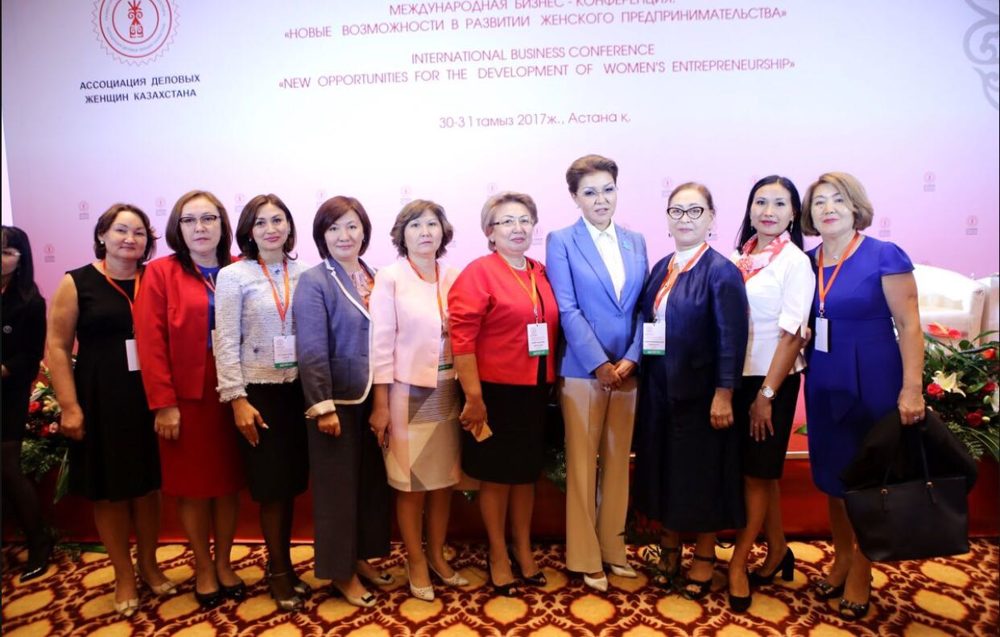 МЕЖДУНАРОДНАЯ БИЗНЕС - КОНФЕРЕНЦИЯ:
«НОВЫЕ ВОЗМОЖНОСТИ В РАЗВИТИИ ЖЕНСКОГО ПРЕДПРИНИМАТЕЛЬСТВА»
INTERNATIONAL BUSINESS CONFERENCE
«NEW OPPORTUNITIES FOR THE DEVELOPMENT OF WOMEN'S ENTREPRENEURSHIP»
30-31 тамыз 2017ж., Астана қ.
АССОЦИАЦИЯ ДЕЛОВЫХ
ЖЕНЩИН КАЗАХСТАНА